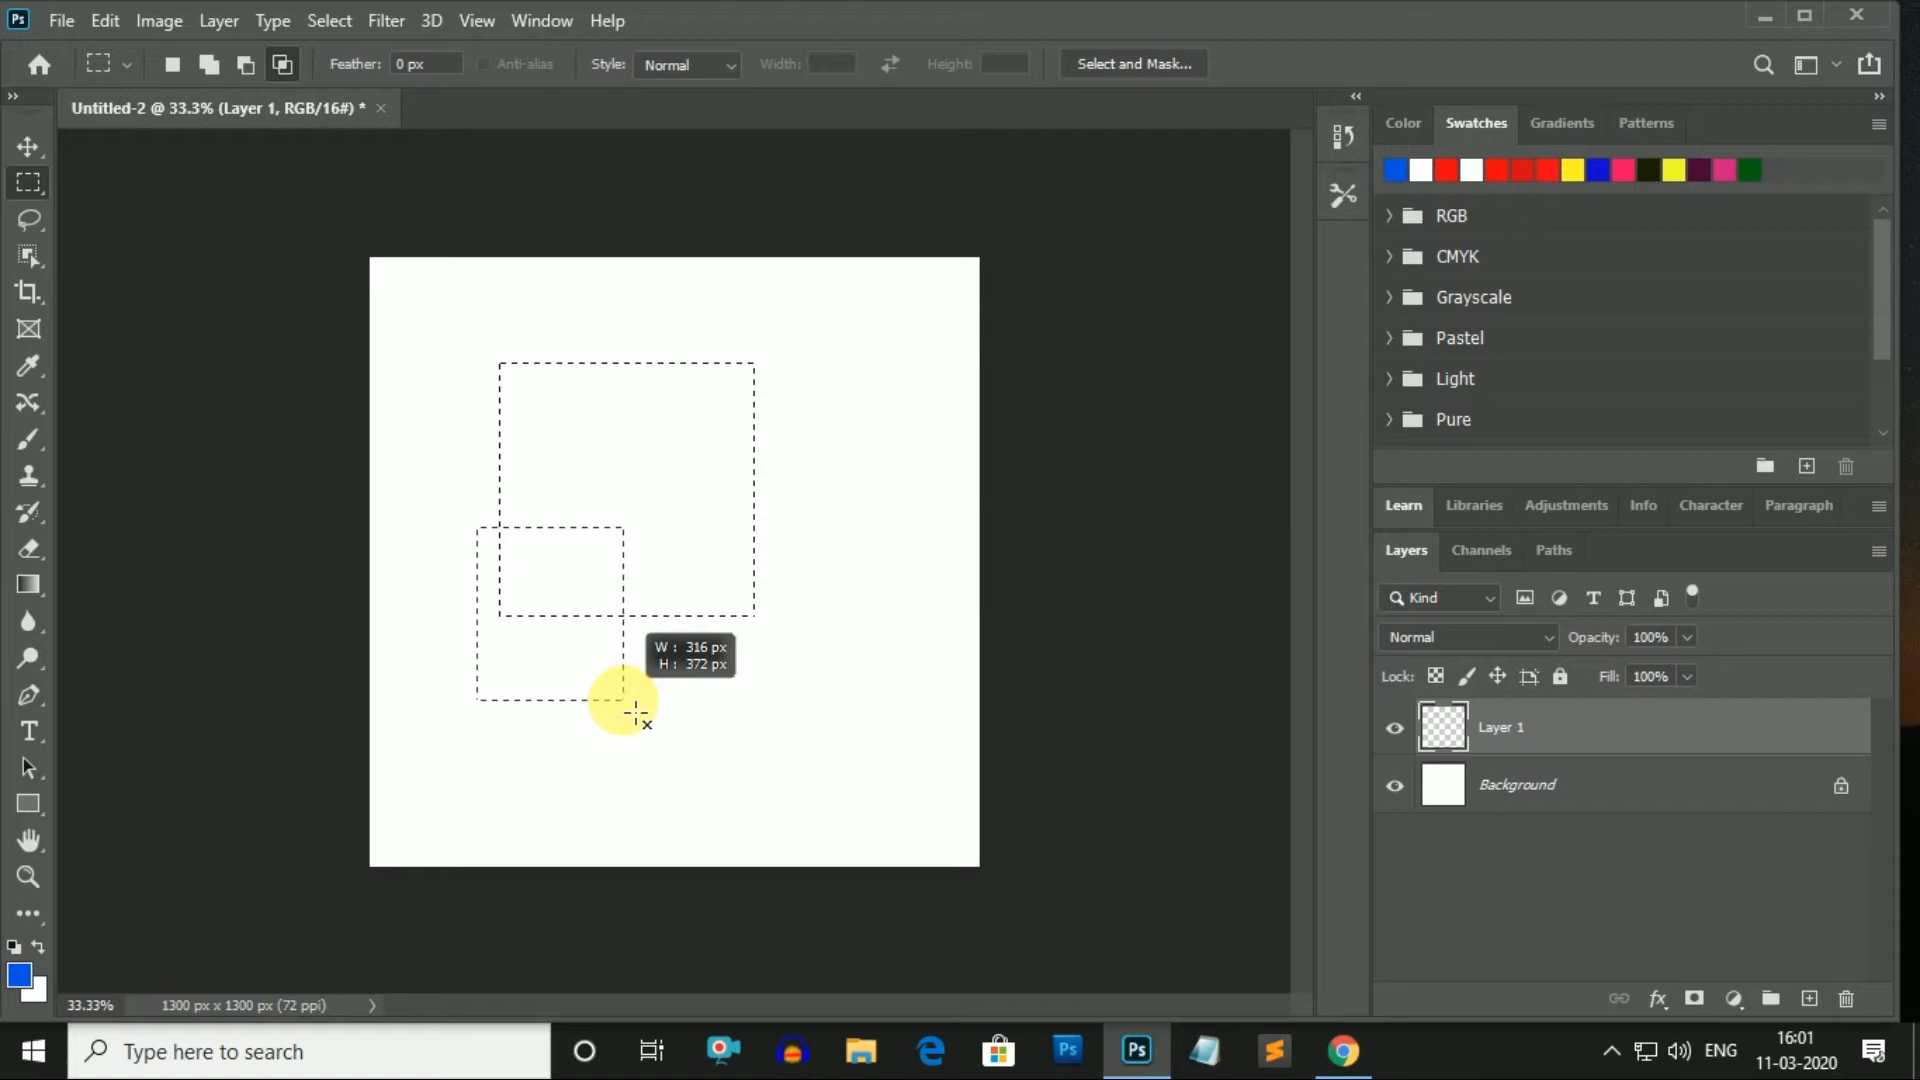 Ps File Edit Image Layer Type Select Filter 3D View Window Help
Feather: 0 px Anti-alias Style: Normal Width: Height: Select and Mask...
Untitled-2 @ 33.3% (Layer 1, RGB/16#) *
Color Swatches Gradients Patterns
RGB
CMYK
Grayscale
Pastel
Light
Pure
Learn Libraries Adjustments Info Character Paragraph
Layers Channels Paths
Kind
Normal Opacity: 100%
Lock: Fill: 100%
Layer 1
Background
W : 316 px
H : 372 px
33.33% 1300 px x 1300 px (72 ppi)
Type here to search
Ps
Ps
ENG
16:01
11-03-2020